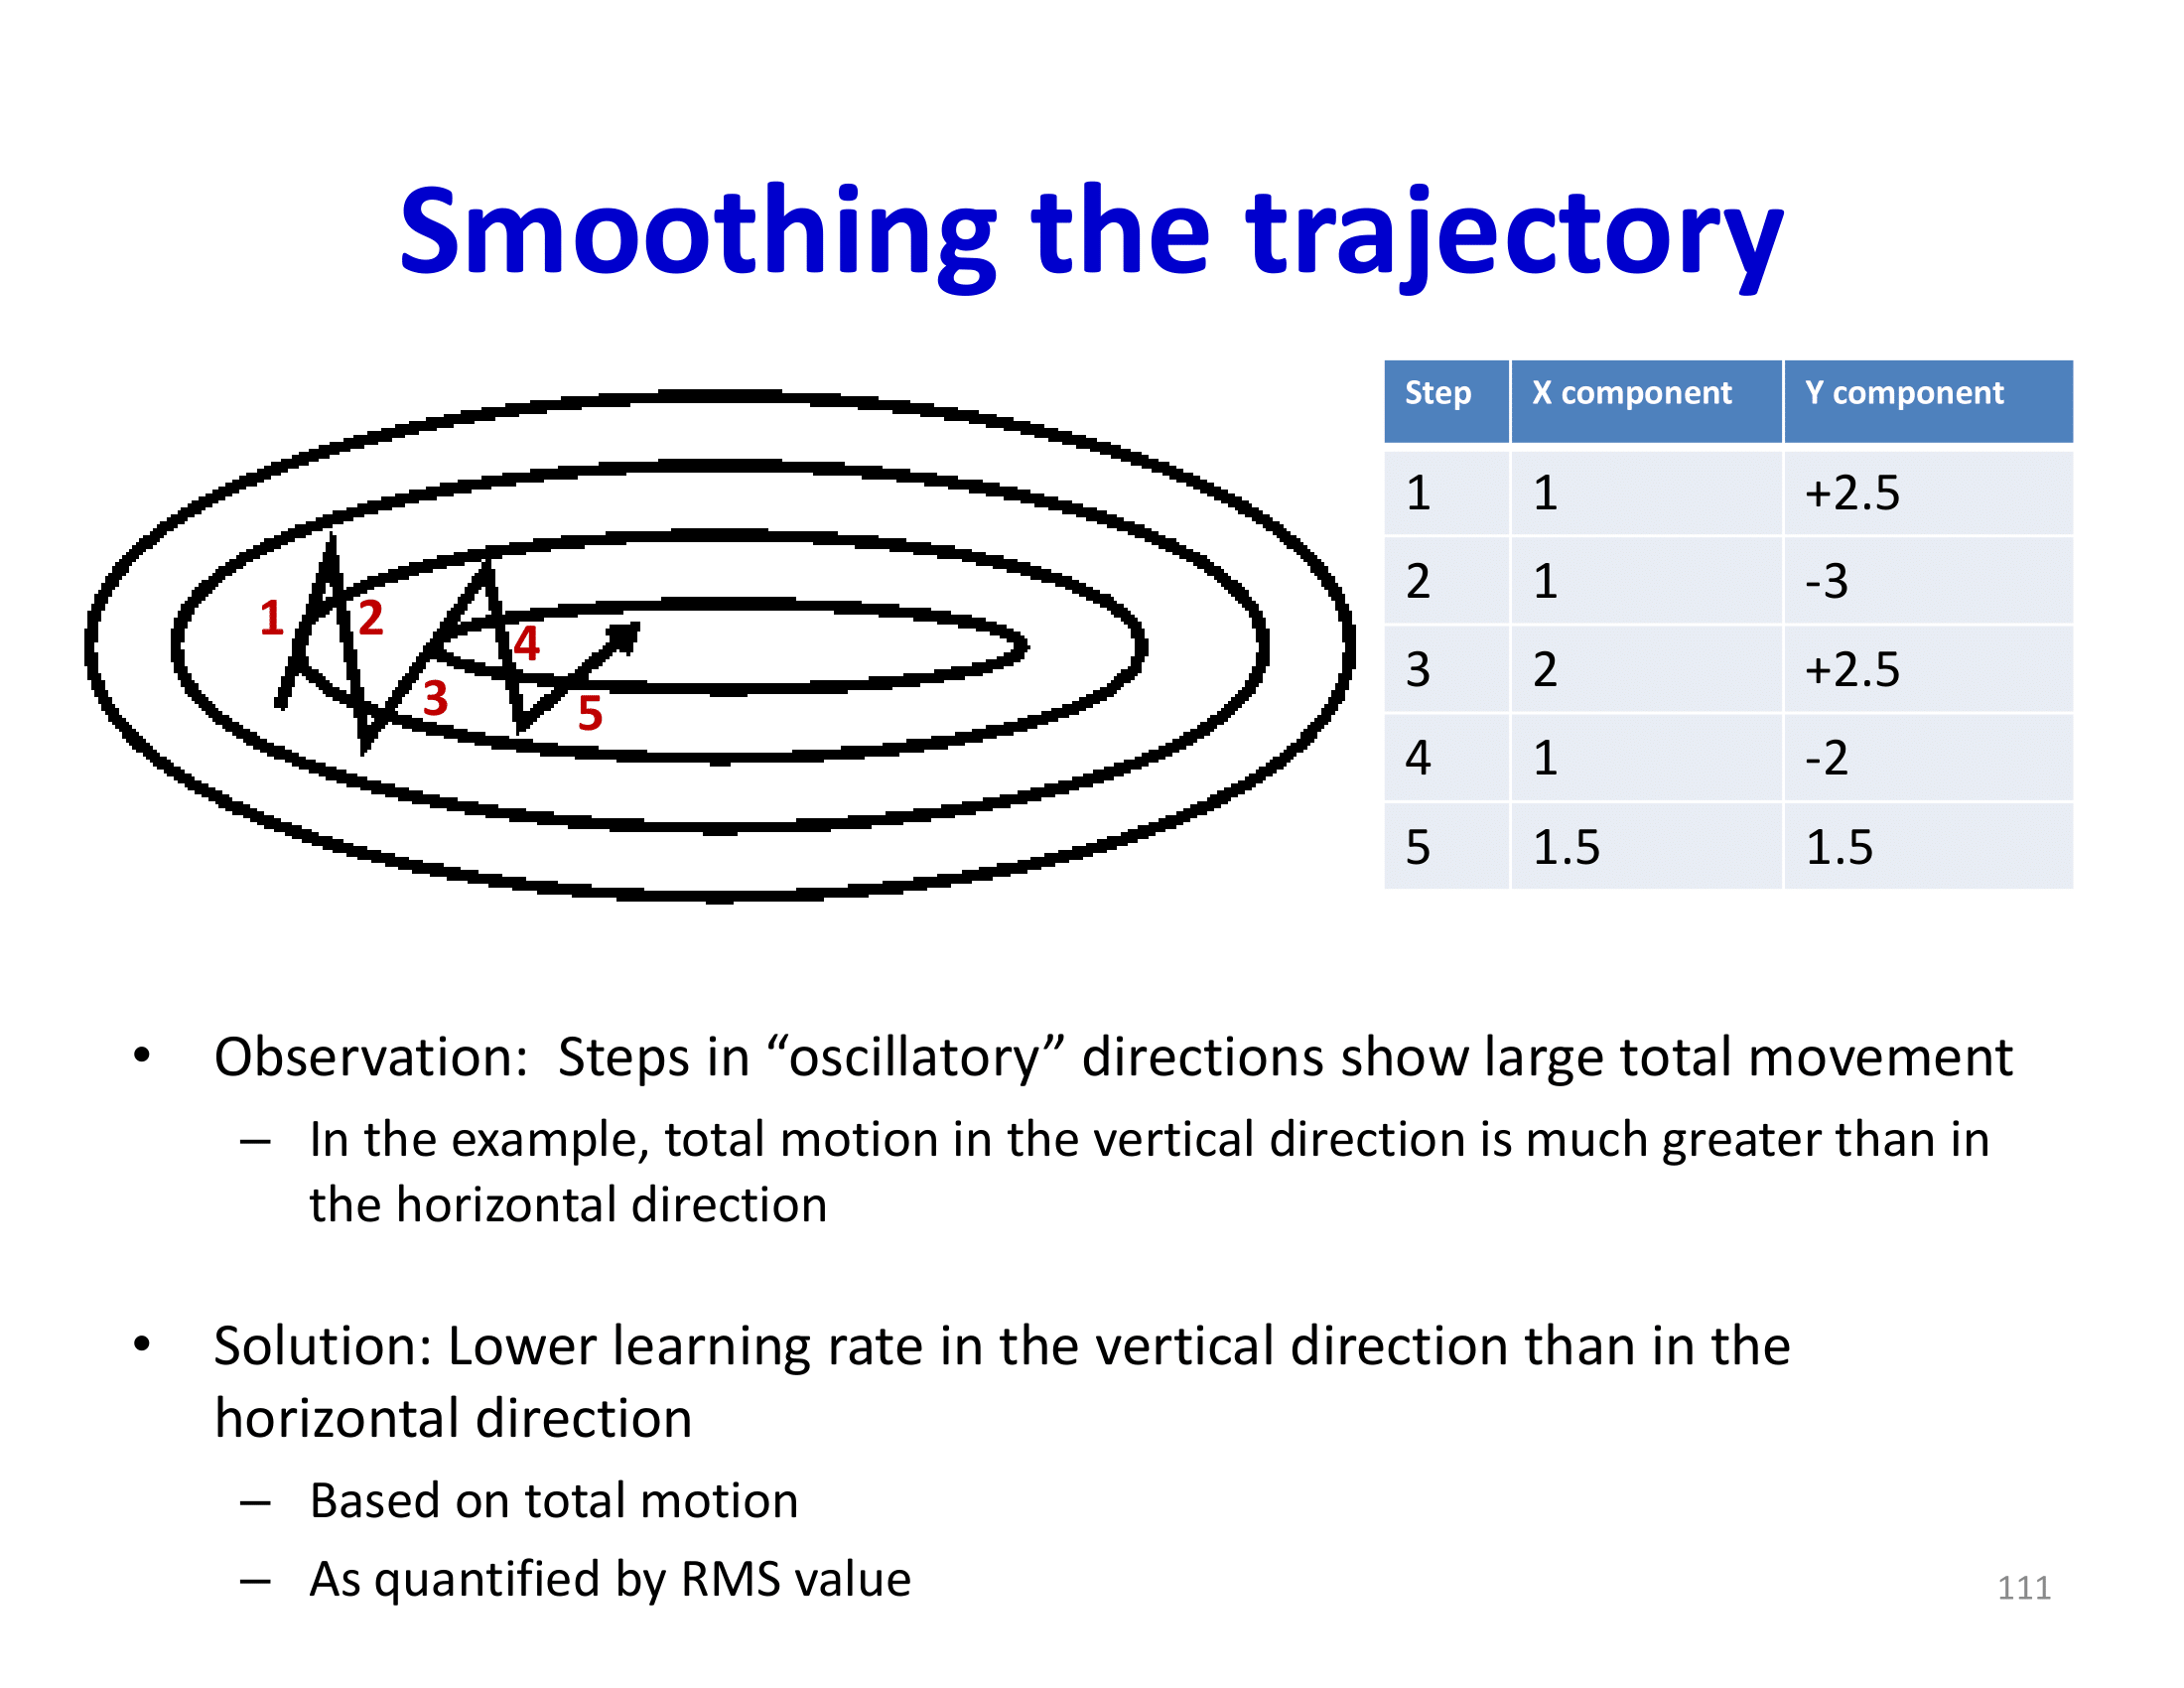 Smoothing the trajectory
1
2
3
4
5
Step X component Y component
1 1 +2.5
2 1 -3
3 2 +2.5
4 1 -2
5 1.5 1.5
• Observation: Steps in “oscillatory” directions show large total movement
– In the example, total motion in the vertical direction is much greater than in
the horizontal direction
• Solution: Lower learning rate in the vertical direction than in the
horizontal direction
– Based on total motion
– As quantified by RMS value
111